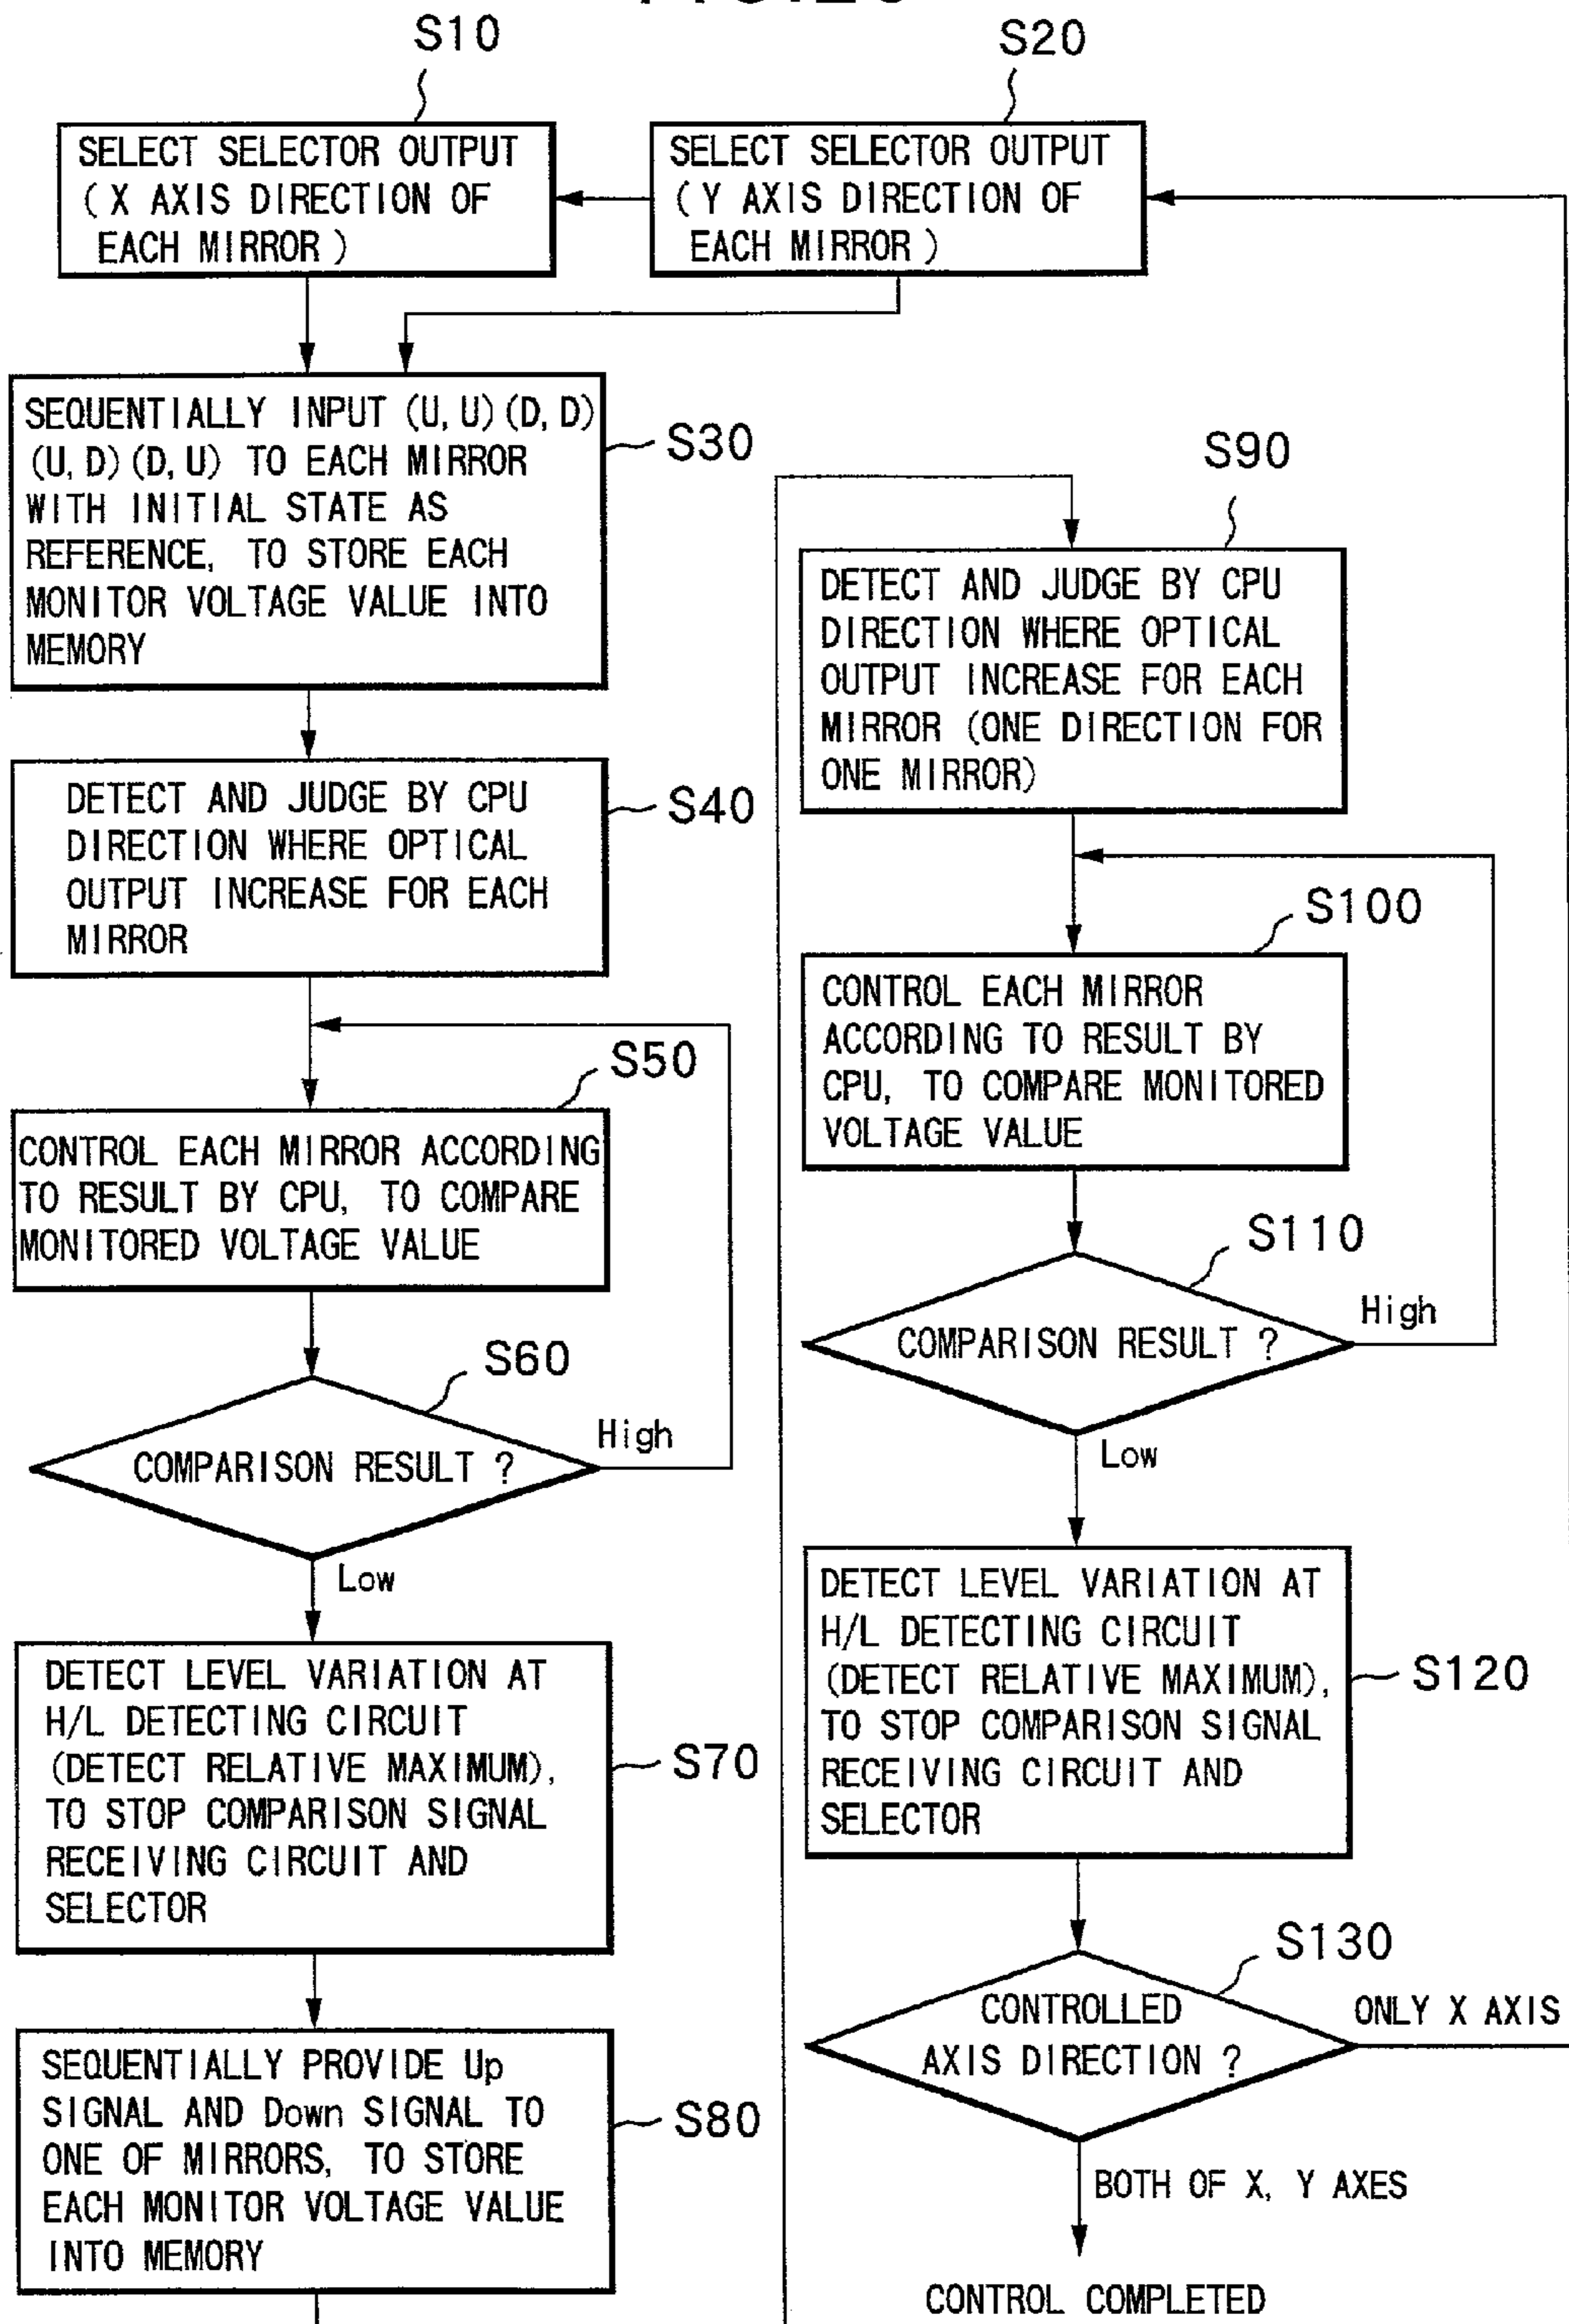 S10
S20
SELECT SELECTOR OUTPUT
(X AXIS DIRECTION OF
EACH MIRROR)
SELECT SELECTOR OUTPUT
(Y AXIS DIRECTION OF
EACH MIRROR)
SEQUENTIALLY INPUT (U, U) (D, D)
(U, D) (D, U) TO EACH MIRROR
WITH INITIAL STATE AS
REFERENCE, TO STORE EACH
MONITOR VOLTAGE VALUE INTO
MEMORY
S30
DETECT AND JUDGE BY CPU
DIRECTION WHERE OPTICAL
OUTPUT INCREASE FOR EACH
MIRROR
S40
S50
CONTROL EACH MIRROR ACCORDING
TO RESULT BY CPU, TO COMPARE
MONITORED VOLTAGE VALUE
S60
COMPARISON RESULT ?
High
Low
DETECT LEVEL VARIATION AT
H/L DETECTING CIRCUIT
(DETECT RELATIVE MAXIMUM),
TO STOP COMPARISON SIGNAL
RECEIVING CIRCUIT AND
SELECTOR
S70
SEQUENTIALLY PROVIDE Up
SIGNAL AND Down SIGNAL TO
ONE OF MIRRORS, TO STORE
EACH MONITOR VOLTAGE VALUE
INTO MEMORY
S80
S90
DETECT AND JUDGE BY CPU
DIRECTION WHERE OPTICAL
OUTPUT INCREASE FOR EACH
MIRROR (ONE DIRECTION FOR
ONE MIRROR)
S100
CONTROL EACH MIRROR
ACCORDING TO RESULT BY
CPU, TO COMPARE MONITORED
VOLTAGE VALUE
S110
COMPARISON RESULT ?
High
Low
DETECT LEVEL VARIATION AT
H/L DETECTING CIRCUIT
(DETECT RELATIVE MAXIMUM),
TO STOP COMPARISON SIGNAL
RECEIVING CIRCUIT AND
SELECTOR
S120
S130
CONTROLLED
AXIS DIRECTION ?
ONLY X AXIS
BOTH OF X, Y AXES
CONTROL COMPLETED